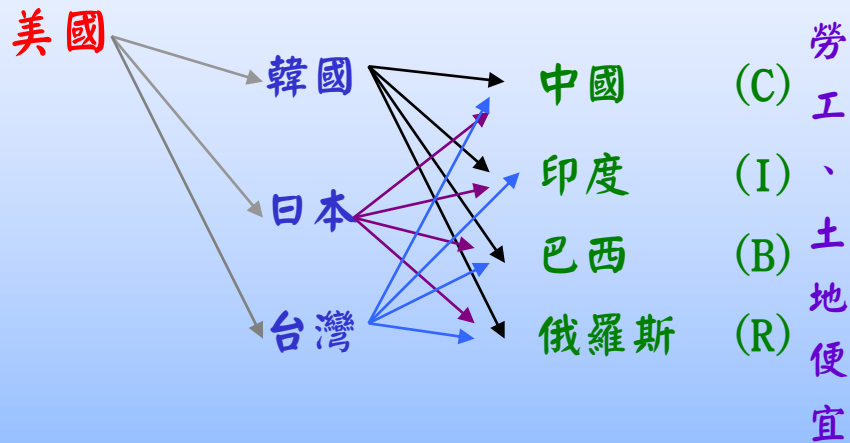 美國
韓國
日本
台灣
中國 (C)
印度 (I)
巴西 (B)
俄羅斯 (R)
勞工、土地便宜